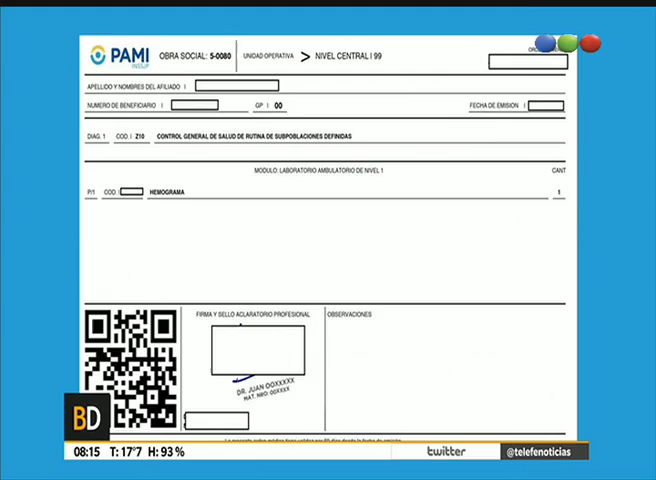 PAMI
INSSJP
OBRA SOCIAL: 5-0080
UNIDAD OPERATIVA > NIVEL CENTRAL I 99
APELLIDO Y NOMBRES DEL AFILIADO I
NUMERO DE BENEFICIARIO I
GP I 00
FECHA DE EMISION I
DIAG. 1 COD. I Z10 CONTROL GENERAL DE SALUD DE RUTINA DE SUBPOBLACIONES DEFINIDAS
MODULO: LABORATORIO AMBULATORIO DE NIVEL 1 CANT
P/1 COD HEMOGRAMA 1
FIRMA Y SELLO ACLARATORIO PROFESIONAL
OBSERVACIONES
DR. JUAN OOXXXXX
MAT. NRO: 00XXXX
BD
08:15 T: 17°7 H: 93 %
twitter
@telefenoticias